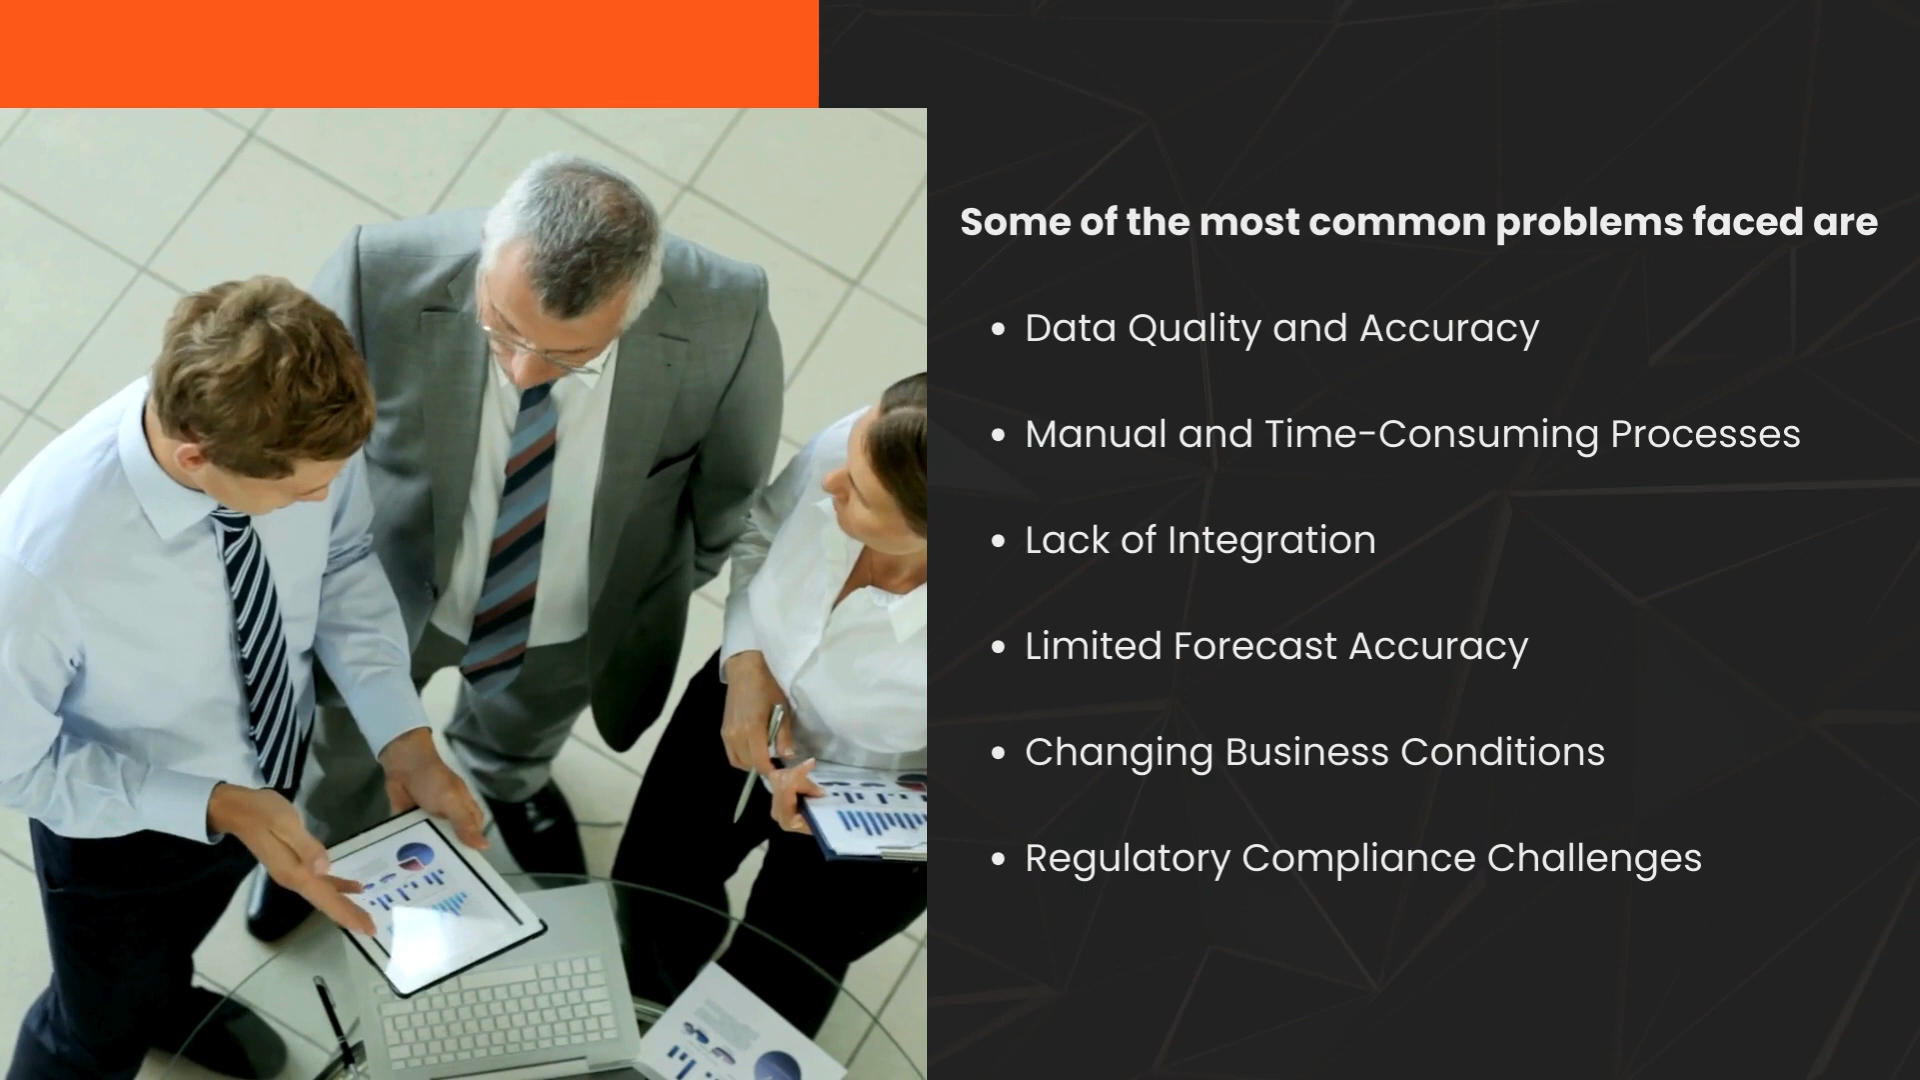 Some of the most common problems faced are
• Data Quality and Accuracy
• Manual and Time-Consuming Processes
• Lack of Integration
• Limited Forecast Accuracy
• Changing Business Conditions
• Regulatory Compliance Challenges